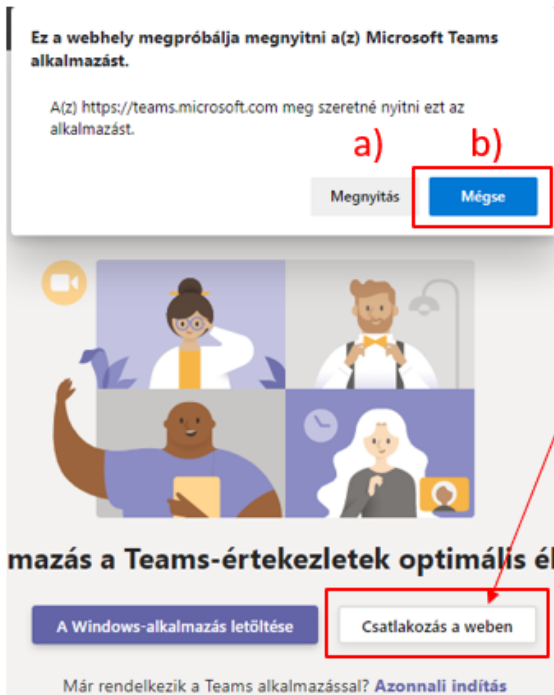 Ez a webhely megpróbálja megnyitni a(z) Microsoft Teams
alkalmazást.
A(z) https://teams.microsoft.com meg szeretné nyitni ezt az
alkalmazást.
a) b)
Megnyitás Mégse
mazás a Teams-értekezletek optimális él
A Windows-alkalmazás letöltése Csatlakozás a weben
Már rendelkezik a Teams alkalmazással? Azonnali indítás